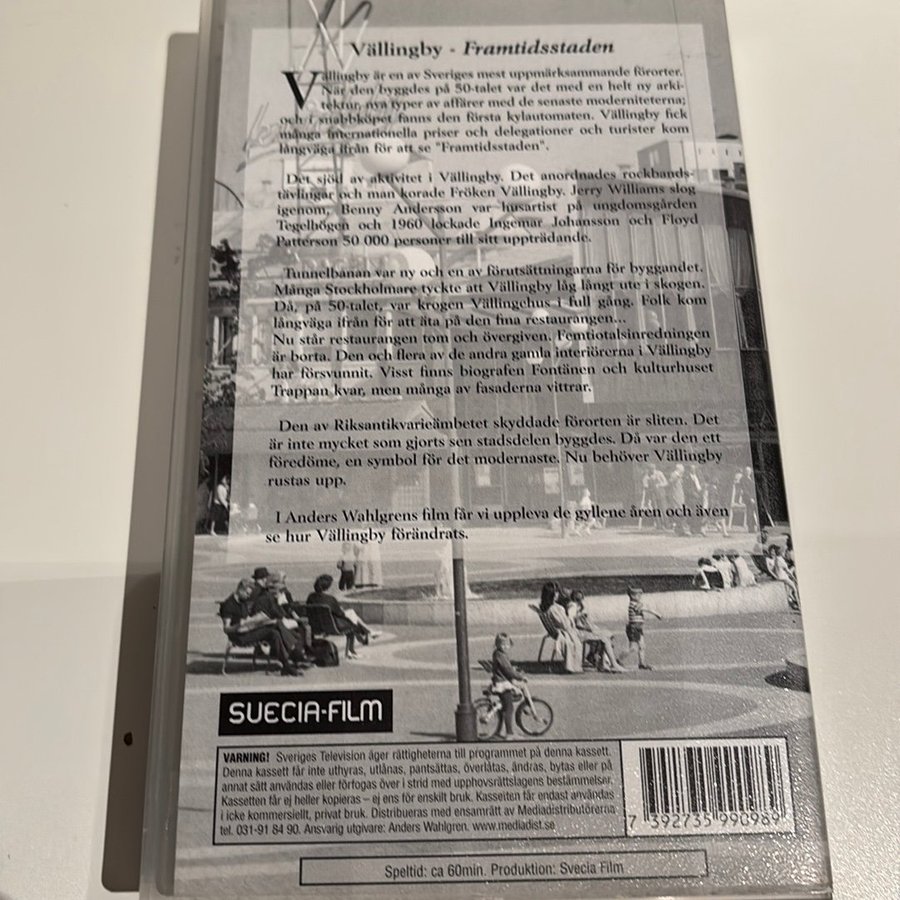 Vällingby - Framtidsstaden
Vällingby är en av Sveriges mest uppmärksammande förorter.
När den byggdes på 50-talet var det med en helt ny arki-
tektur, nya typer av affärer med de senaste moderniteterna;
och i snabbköpet fanns den första kylautomaten. Vällingby fick
många internationella priser och delegationer och turister kom
långväga ifrån för att se "Framtidsstaden".
Det sjöd av aktivitet i Vällingby. Det anordnades rockbands-
tävlingar och man korade Fröken Vällingby. Jerry Williams slog
igenom, Benny Andersson var husartist på ungdomsgården
Tegelhögen och 1960 lockade Ingemar Johansson och Floyd
Patterson 50 000 personer till sitt uppträdande.
Tunnelbanan var ny och en av förutsättningarna för byggandet.
Många Stockholmare tyckte att Vällingby låg långt ute i skogen.
Då, på 50-talet, var krogen Vällingehus i full gång. Folk kom
långväga ifrån för att äta på den fina restaurangen...
Nu står restaurangen tom och övergiven. Femtiotalsinredningen
är borta. Den och flera av de andra gamla interiörerna i Vällingby
har försvunnit. Visst finns biografen Fontänen och kulturhuset
Trappan kvar, men många av fasaderna vittrar.
Den av Riksantikvarieämbetet skyddade förorten är sliten. Det
är inte mycket som gjorts sen stadsdelen byggdes. Då var den ett
föredöme, en symbol för det modernaste. Nu behöver Vällingby
rustas upp.
I Anders Wahlgrens film får vi uppleva de gyllene åren och även
se hur Vällingby förändrats.
SVECIA-FILM
VARNING! Sveriges Television äger rättigheterna till programmet på denna kassett.
Denna kassett får inte uthyras, utlånas, pantsättas, överlåtas, ändras, bytas eller på
annat sätt användas eller förfogas över i strid med upphovsrättslagens bestämmelser.
Kassetten får ej heller kopieras – ej ens för enskilt bruk. Kassetten får endast användas
i icke kommersiellt, privat bruk. Distribueras med ensamrätt av Mediadistributörerna
tel. 031-91 84 90. Ansvarig utgivare: Anders Wahlgren. www.mediadist.se
7 392735 990989
Speltid: ca 60min. Produktion: Svecia Film